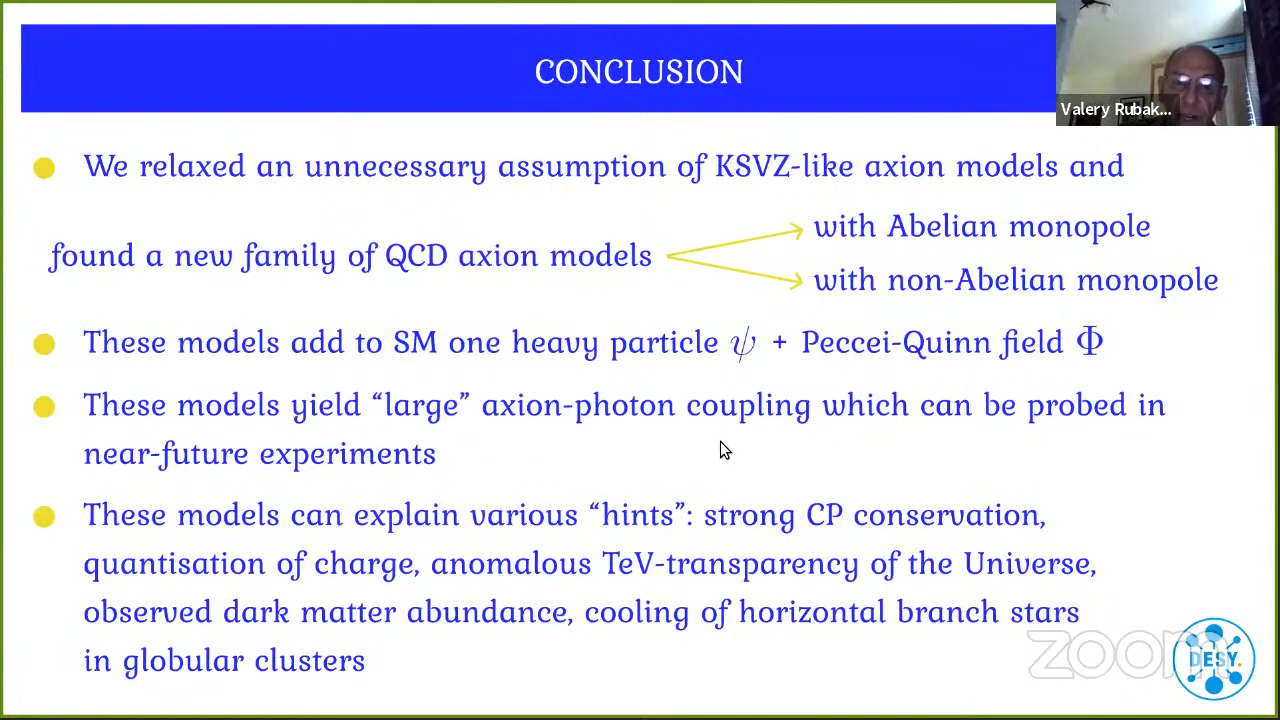 CONCLUSION
Valery Rubak...
We relaxed an unnecessary assumption of KSVZ-like axion models and
found a new family of QCD axion models
with Abelian monopole
with non-Abelian monopole
These models add to SM one heavy particle ψ + Peccei-Quinn field Φ
These models yield “large” axion-photon coupling which can be probed in
near-future experiments
These models can explain various “hints”: strong CP conservation,
quantisation of charge, anomalous TeV-transparency of the Universe,
observed dark matter abundance, cooling of horizontal branch stars
in globular clusters
zoom
DESY.